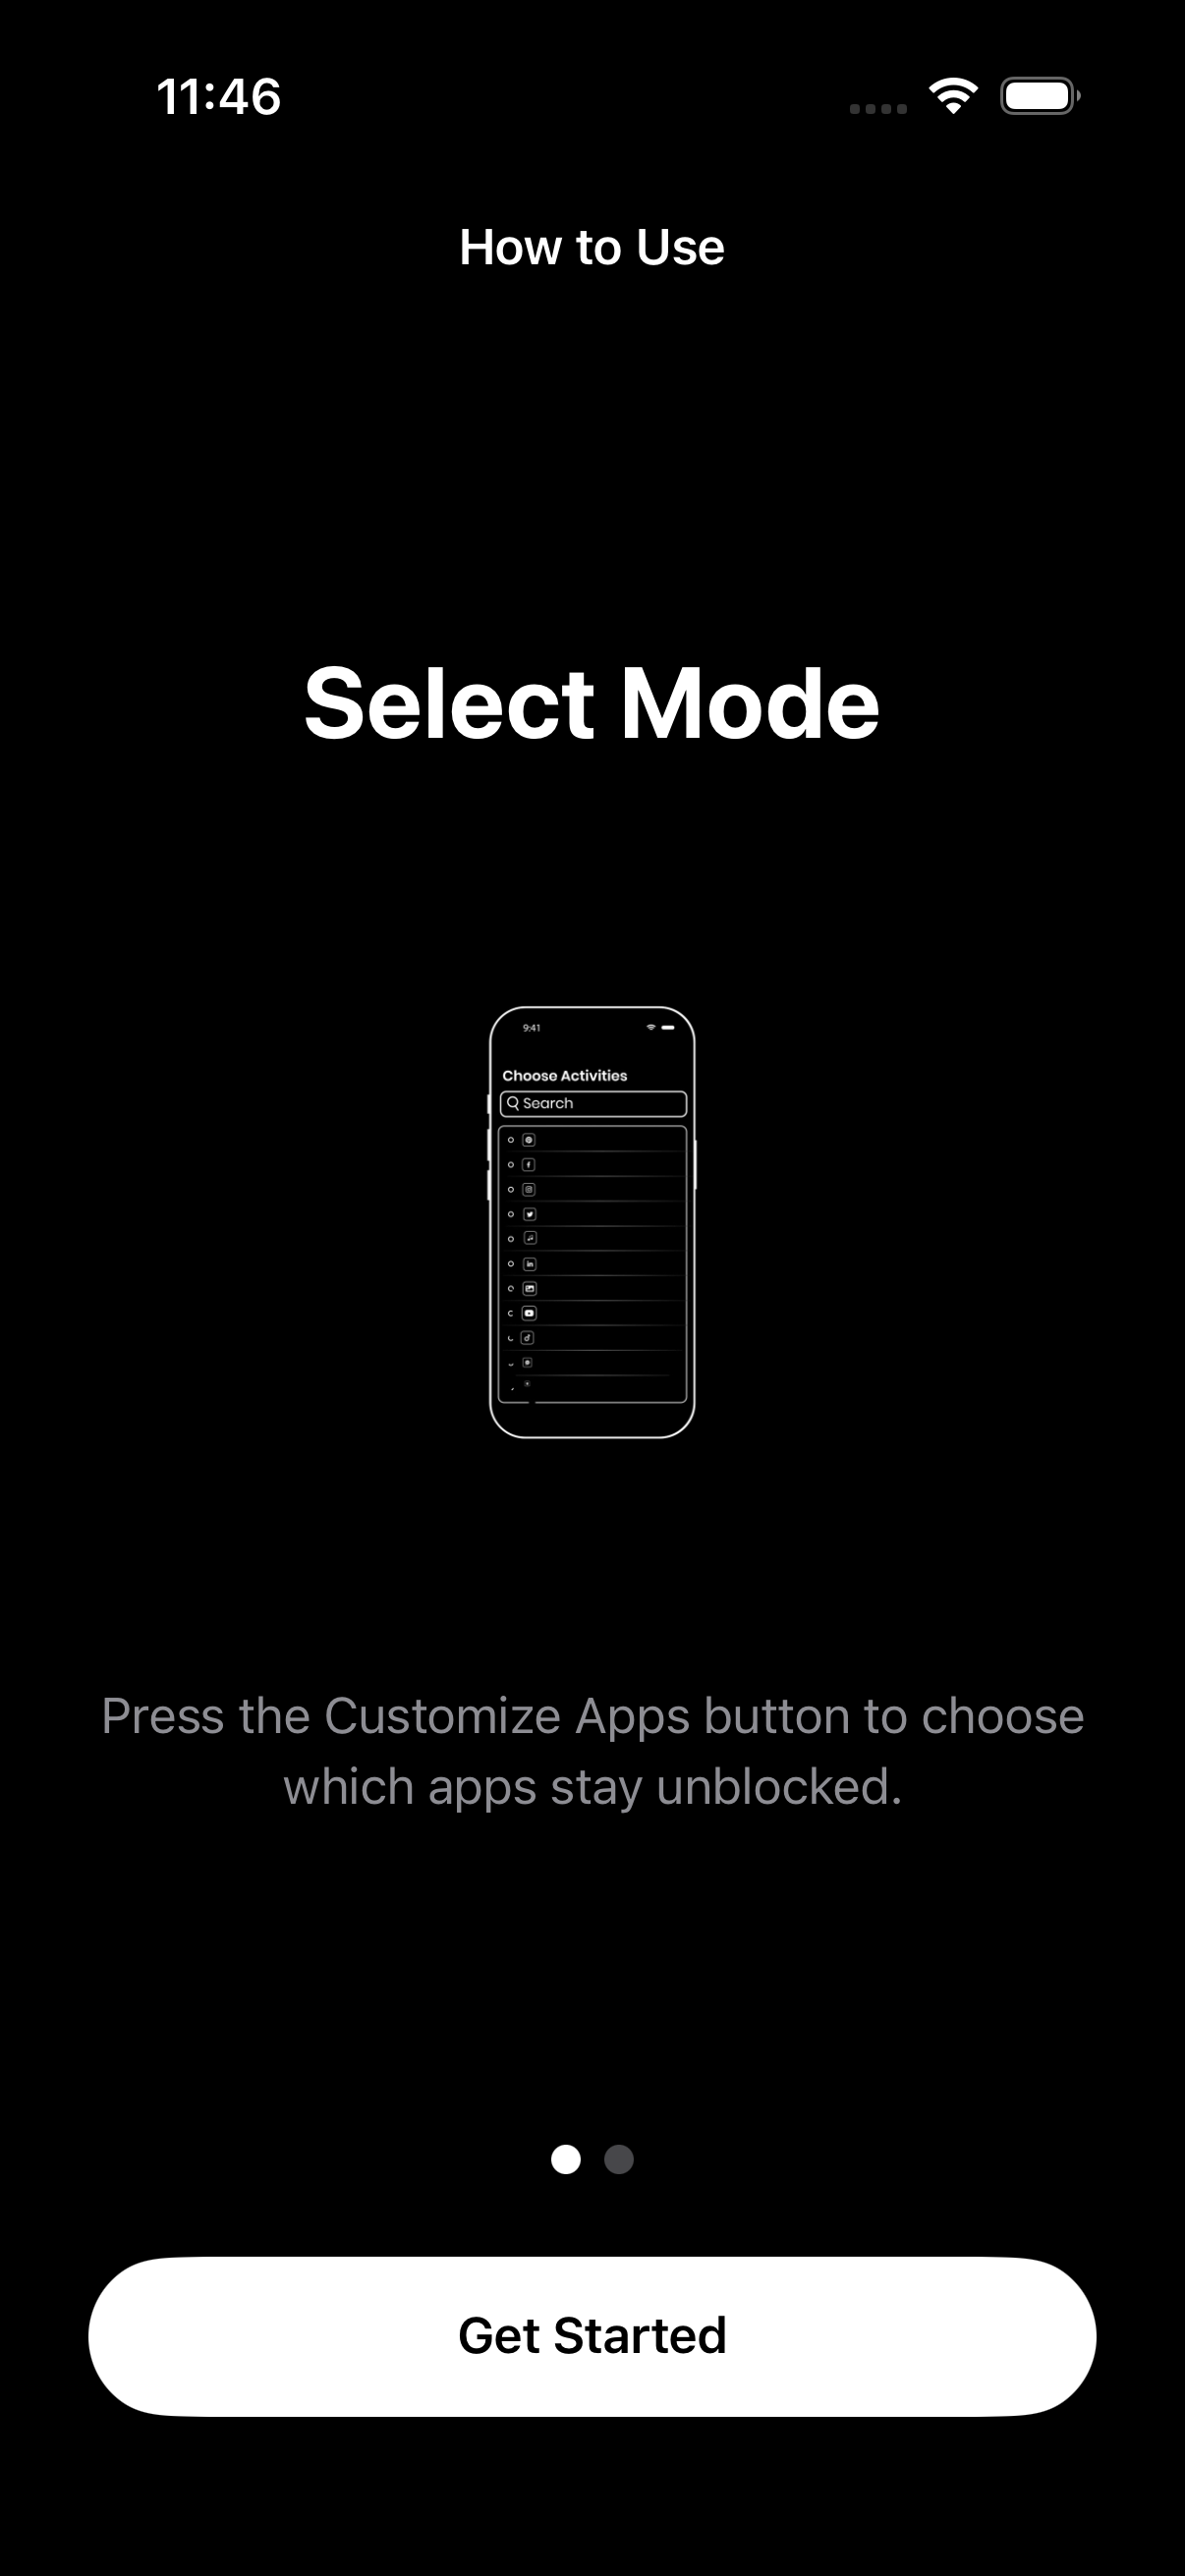 11:46
How to Use
Select Mode
9:41
Choose Activities
Search
Press the Customize Apps button to choose
which apps stay unblocked.
Get Started